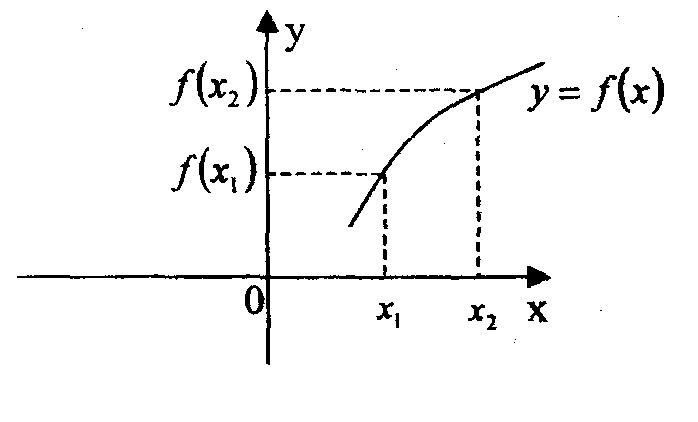 y
f(x₂)
y = f(x)
f(x₁)
0
x₁
x₂
x